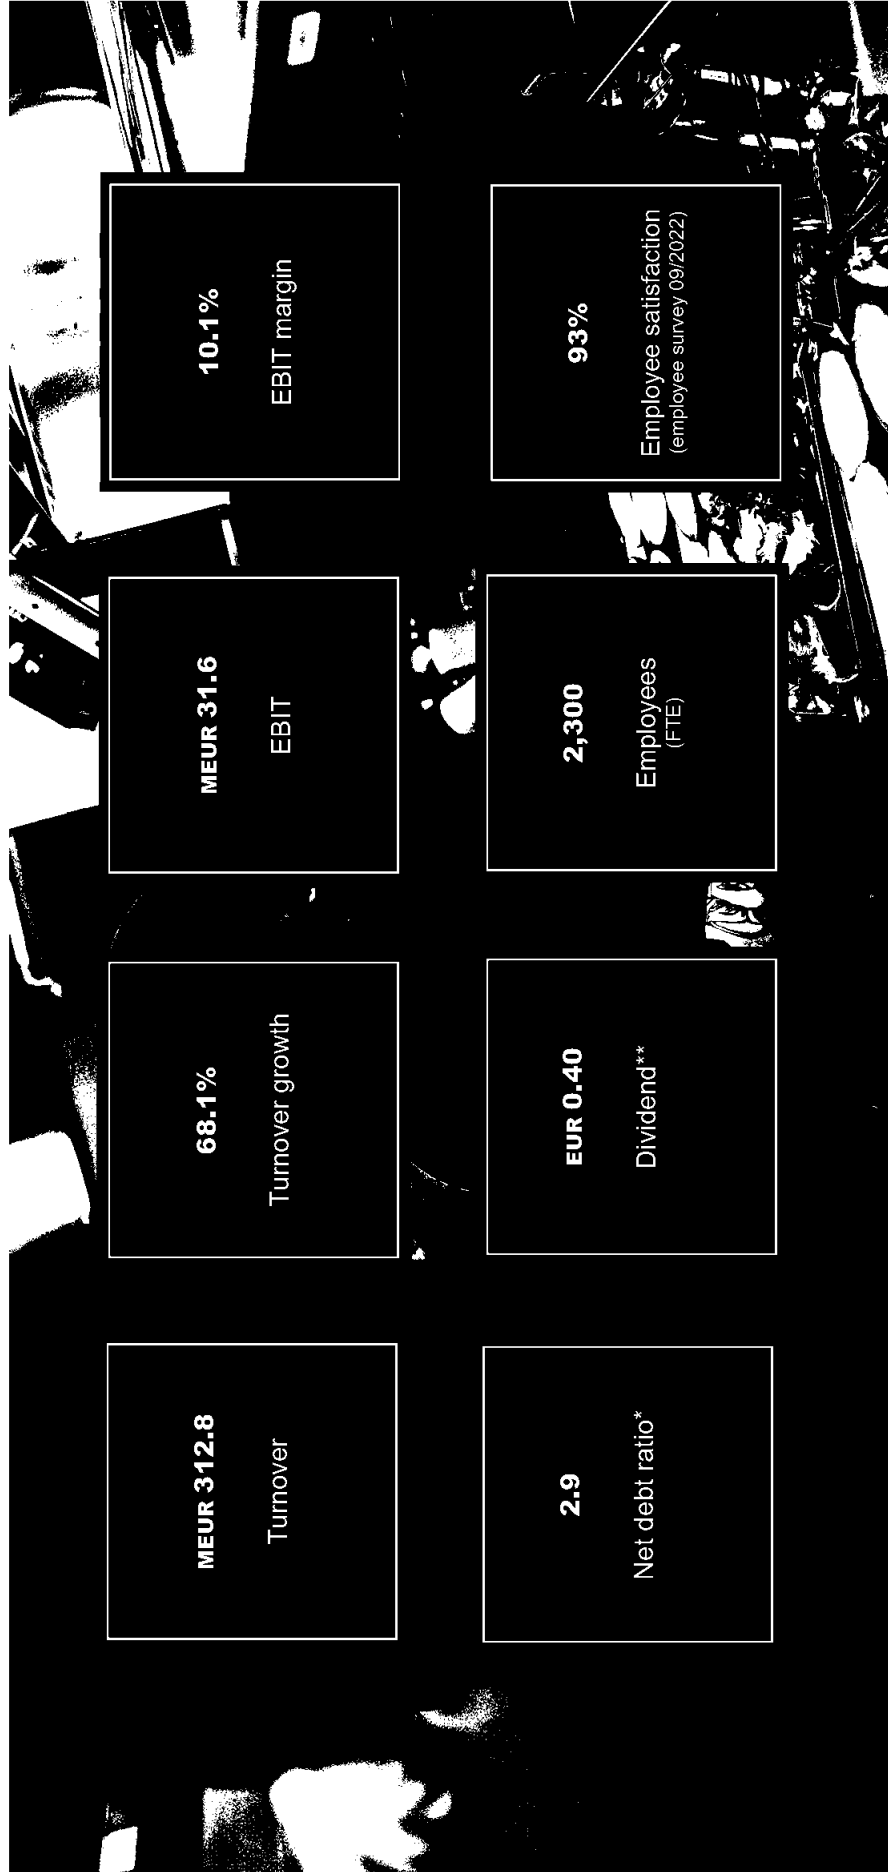 MEUR 312.8
Turnover
68.1%
Turnover growth
MEUR 31.6
EBIT
10.1%
EBIT margin
2.9
Net debt ratio*
EUR 0.40
Dividend**
2,300
Employees
(FTE)
93%
Employee satisfaction
(employee survey 09/2022)